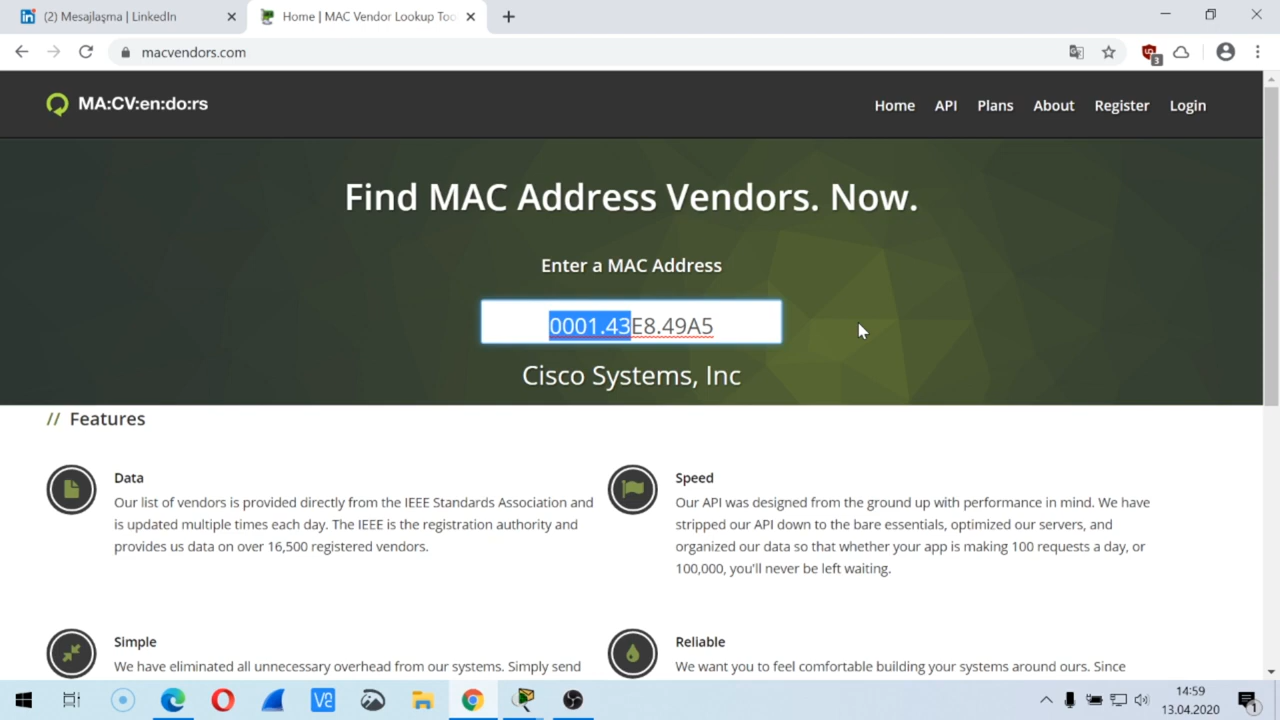 (2) Mesajlaşma | LinkedIn
Home | MAC Vendor Lookup Too
macvendors.com
3
MA:CV:en:do:rs
Home API Plans About Register Login
Find MAC Address Vendors. Now.
Enter a MAC Address
0001.43E8.49A5
Cisco Systems, Inc
// Features
Data
Our list of vendors is provided directly from the IEEE Standards Association and
is updated multiple times each day. The IEEE is the registration authority and
provides us data on over 16,500 registered vendors.
Speed
Our API was designed from the ground up with performance in mind. We have
stripped our API down to the bare essentials, optimized our servers, and
organized our data so that whether your app is making 100 requests a day, or
100,000, you'll never be left waiting.
Simple
We have eliminated all unnecessary overhead from our systems. Simply send
Reliable
We want you to feel comfortable building your systems around ours. Since
14:59
13.04.2020
1